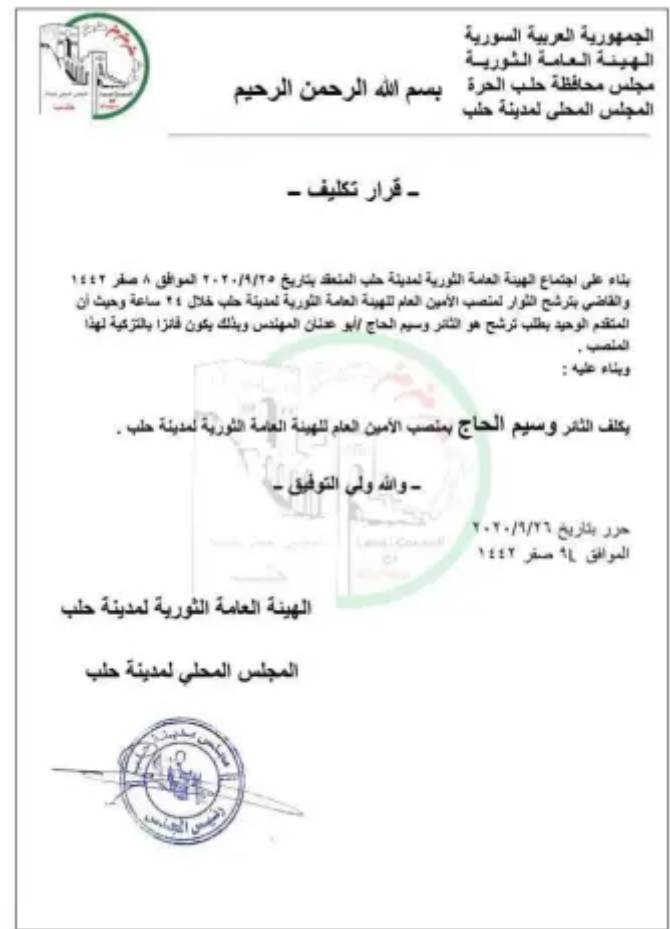 الجمهورية العربية السورية
الهيئة العامة الثورية
مجلس محافظة حلب الحرة
المجلس المحلي لمدينة حلب
بسم الله الرحمن الرحيم
ـ قرار تكليف ـ
بناء على اجتماع الهيئة العامة الثورية لمدينة حلب المنعقد بتاريخ ٢٠٢٠/٩/٢٥ الموافق ٨ صفر ١٤٤٢
والقاضي بترشح الثوار لمنصب الأمين العام للهيئة العامة الثورية لمدينة حلب خلال ٢٤ ساعة وحيث أن
المتقدم الوحيد بطلب ترشح هو الثائر وسيم الحاج /أبو عدنان المهندس وبذلك يكون فائزا بالتزكية لهذا
المنصب .
وبناء عليه :
يكلف الثائر وسيم الحاج بمنصب الأمين العام للهيئة العامة الثورية لمدينة حلب .
ـ والله ولي التوفيق ـ
حرر بتاريخ ٢٠٢٠/٩/٢٦
الموافق صفر ١٤٤٢
الهيئة العامة الثورية لمدينة حلب
المجلس المحلي لمدينة حلب
مجلس مدينة حلب
رئيس المجلس